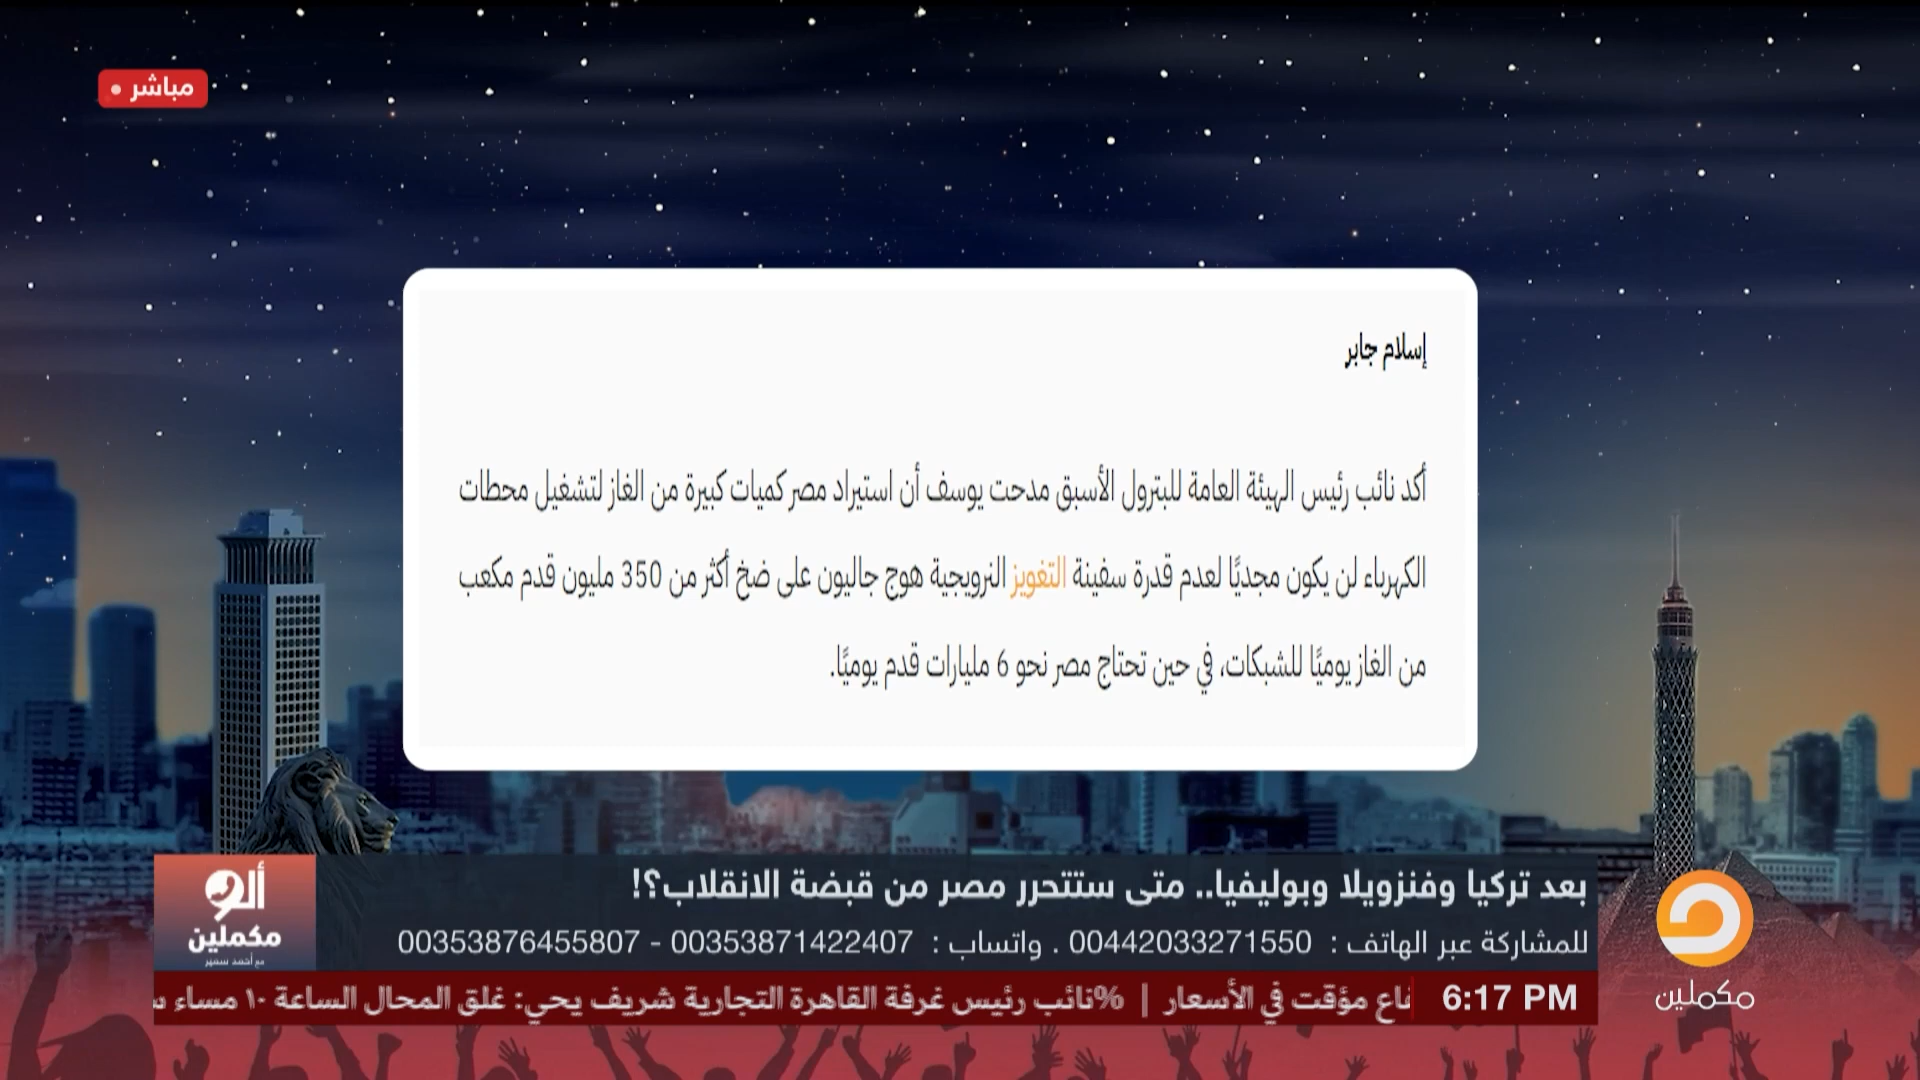 مباشر
إسلام جابر
أكد نائب رئيس الهيئة العامة للبترول الأسبق مدحت يوسف أن استيراد مصر كميات كبيرة من الغاز لتشغيل محطات
الكهرباء لن يكون مجديًا لعدم قدرة سفينة التغويز النرويجية هوج جاليون على ضخ أكثر من 350 مليون قدم مكعب
من الغاز يوميًا للشبكات، في حين تحتاج مصر نحو 6 مليارات قدم يوميًا.
ألو
مكملين
مع أحمد سمير
بعد تركيا وفنزويلا وبوليفيا.. متى ستتحرر مصر من قبضة الانقلاب؟!
للمشاركة عبر الهاتف : 00442033271550 . واتساب : 00353871422407 - 00353876455807
6:17 PM
مؤقت في الأسعار | %نائب رئيس غرفة القاهرة التجارية شريف يحي: غلق المحال الساعة ١٠ مساء
مكملين